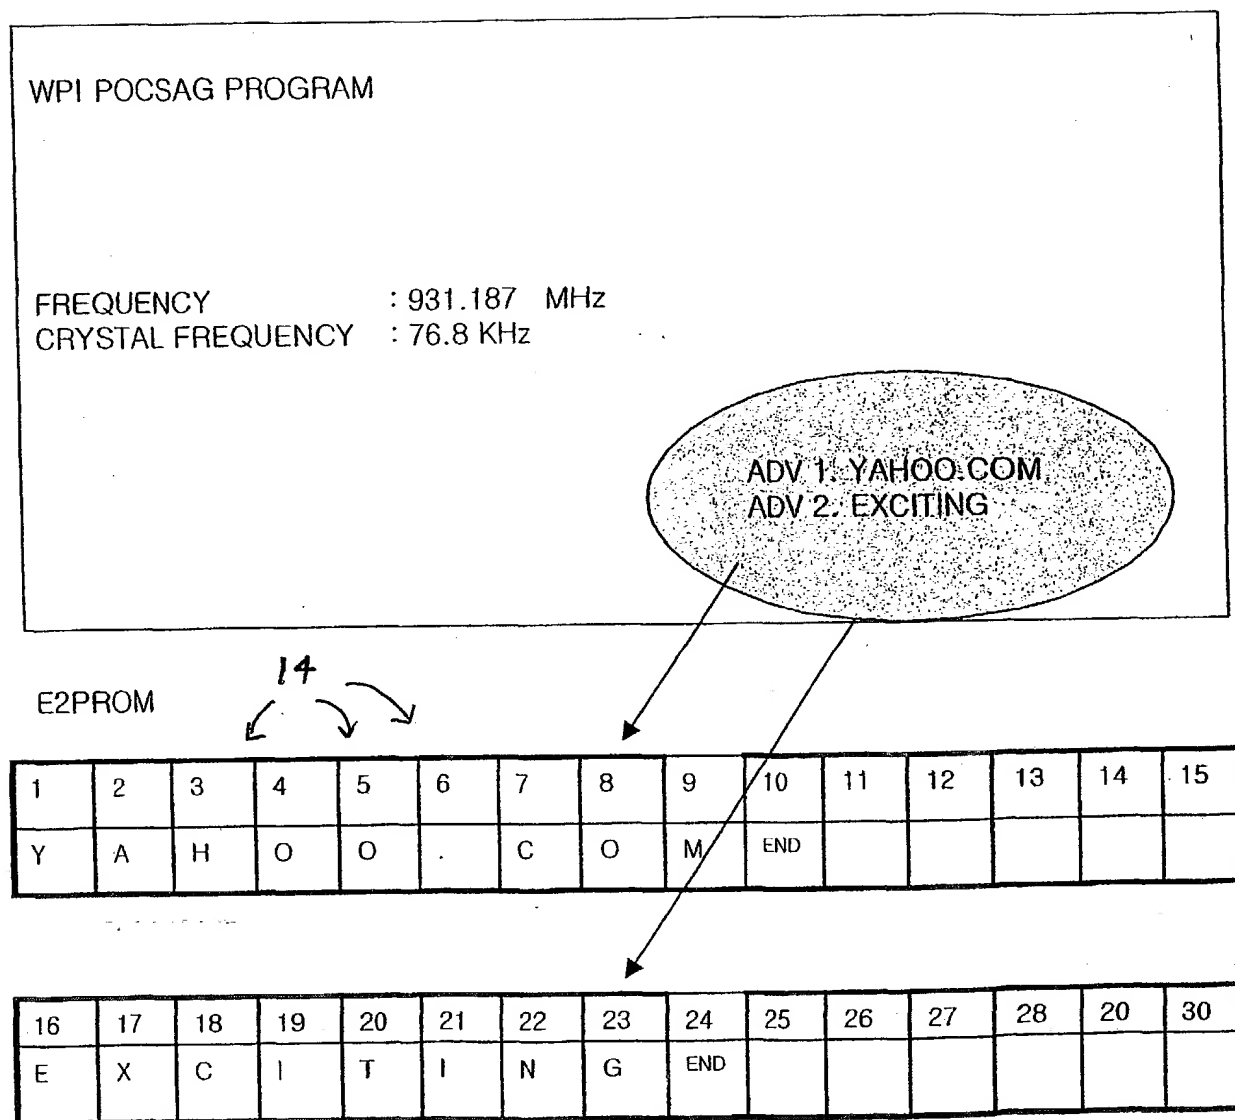 WPI POCSAG PROGRAM
FREQUENCY : 931.187 MHz
CRYSTAL FREQUENCY : 76.8 KHz
ADV 1. YAHOO.COM
ADV 2. EXCITING
14
E2PROM
1 2 3 4 5 6 7 8 9 10 11 12 13 14 15
Y A H O O . C O M END
16 17 18 19 20 21 22 23 24 25 26 27 28 20 30
E X C I T I N G END